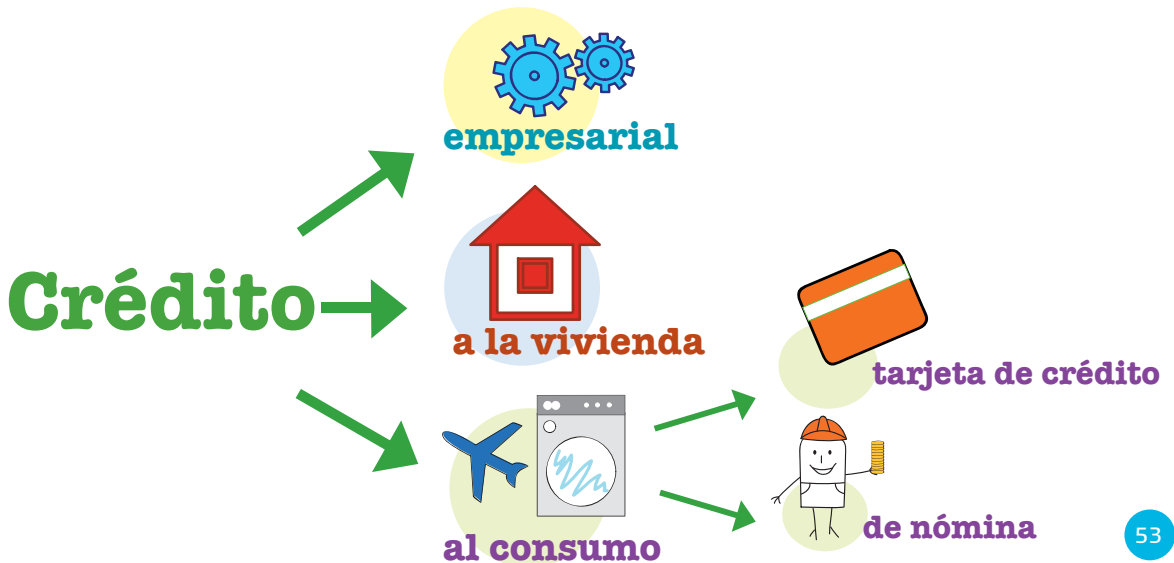 empresarial
Crédito
a la vivienda
tarjeta de crédito
al consumo
de nómina
53